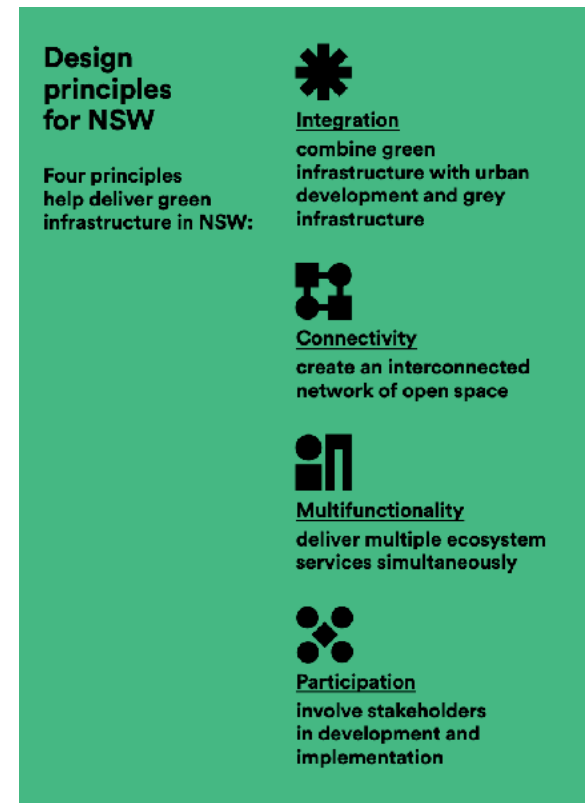 Design
principles
for NSW
Four principles
help deliver green
infrastructure in NSW:
Integration
combine green
infrastructure with urban
development and grey
infrastructure
Connectivity
create an interconnected
network of open space
Multifunctionality
deliver multiple ecosystem
services simultaneously
Participation
involve stakeholders
in development and
implementation